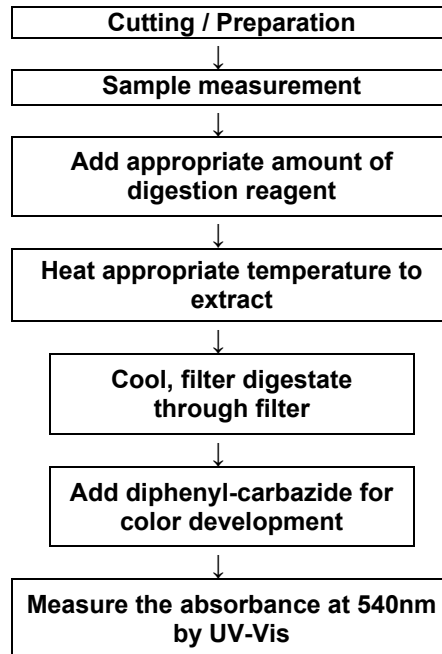 Cutting / Preparation
↓
Sample measurement
↓
Add appropriate amount of
digestion reagent
↓
Heat appropriate temperature to
extract
↓
Cool, filter digestate
through filter
↓
Add diphenyl-carbazide for
color development
↓
Measure the absorbance at 540nm
by UV-Vis